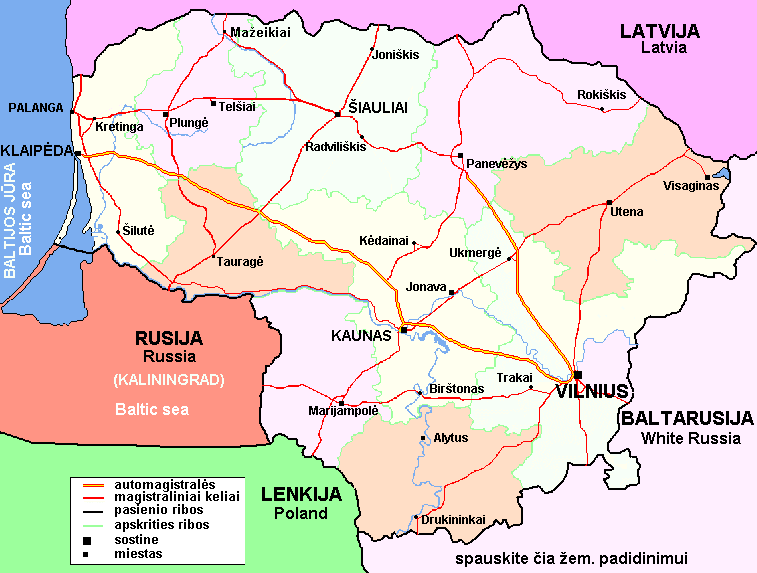 LATVIJA
Latvia
Mažeikiai
Joniškis
Rokiškis
PALANGA
Kretinga
Plungė
Telšiai
ŠIAULIAI
Radviliškis
KLAIPĖDA
Panevėžys
Visaginas
Utena
BALTIJOS JŪRA
Baltic sea
Šilutė
Tauragė
Kėdainai
Ukmergė
Jonava
KAUNAS
RUSIJA
Russia
(KALININGRAD)
Baltic sea
Marijampolė
Birštonas
Trakai
VILNIUS
BALTARUSIJA
White Russia
Alytus
Drukininkai
LENKIJA
Poland
automagistralės
magistraliniai keliai
pasienio ribos
apskrities ribos
sostine
miestas
spauskite čia žem. padidinimui